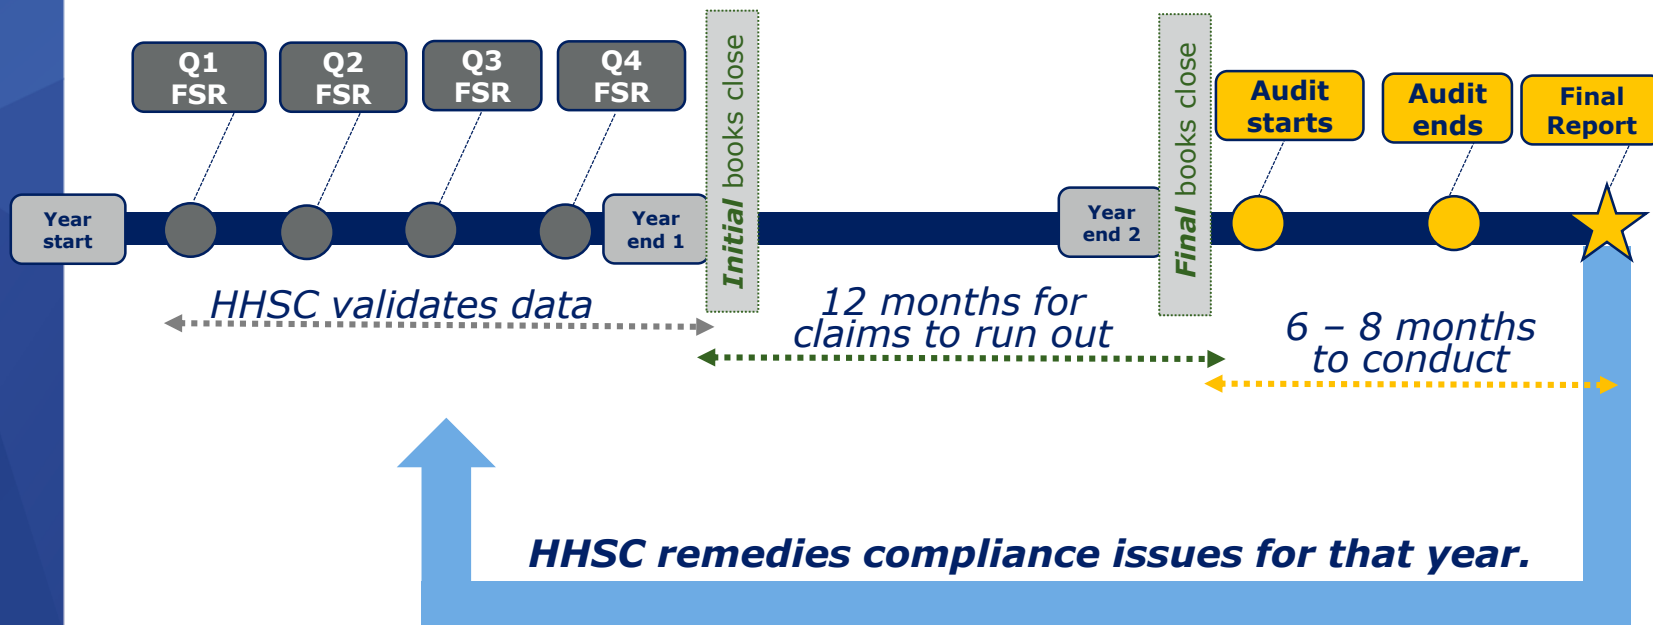 Q1
FSR
Q2
FSR
Q3
FSR
Q4
FSR
Initial books close
Final books close
Audit
starts
Audit
ends
Final
Report
Year
start
Year
end 1
Year
end 2
HHSC validates data
12 months for
claims to run out
6 – 8 months
to conduct
HHSC remedies compliance issues for that year.